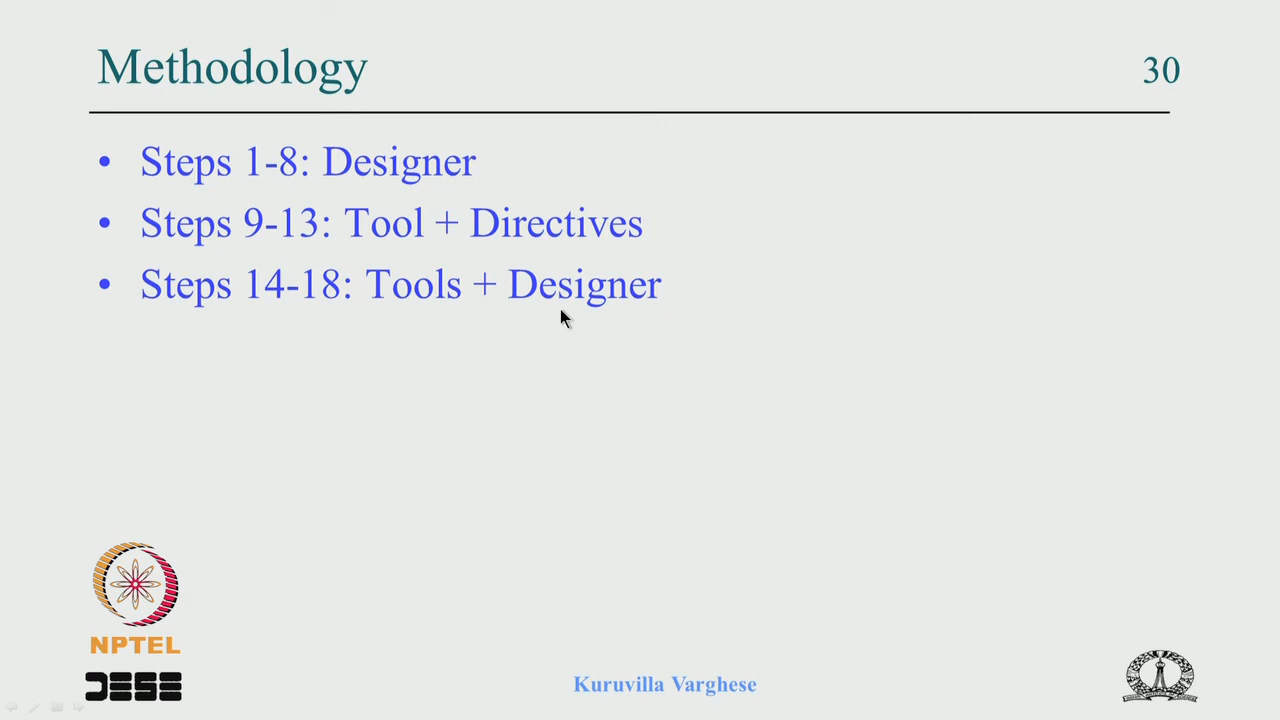 Methodology 30
• Steps 1-8: Designer
• Steps 9-13: Tool + Directives
• Steps 14-18: Tools + Designer
NPTEL
DESE
Kuruvilla Varghese